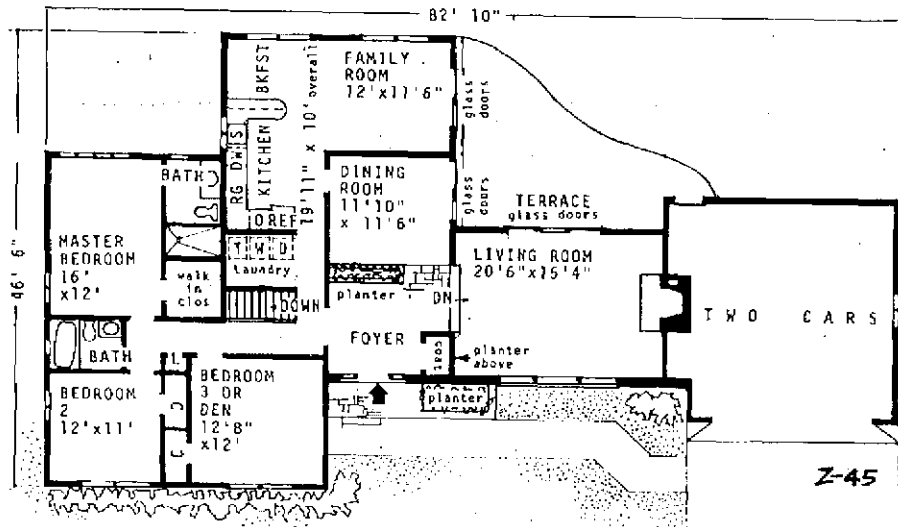 82' 10"
46' 6"
FAMILY
ROOM
12'x11'6"
BKFST
KITCHEN
19'11" x 10' overall
RG DW S
O REF
glass doors
glass doors
DINING
ROOM
11'10"
x 11'6"
TERRACE
glass doors
LIVING ROOM
20'6"x15'4"
TWO CARS
BATH
MASTER
BEDROOM
16'
x12'
walk
in
clos
T W D
Laundry
DOWN
planter
DN
FOYER
coat
planter
above
planter
BATH
L
BEDROOM
2
12'x11'
C
C
BEDROOM
3 OR
DEN
12'8"
x12'
Z-45